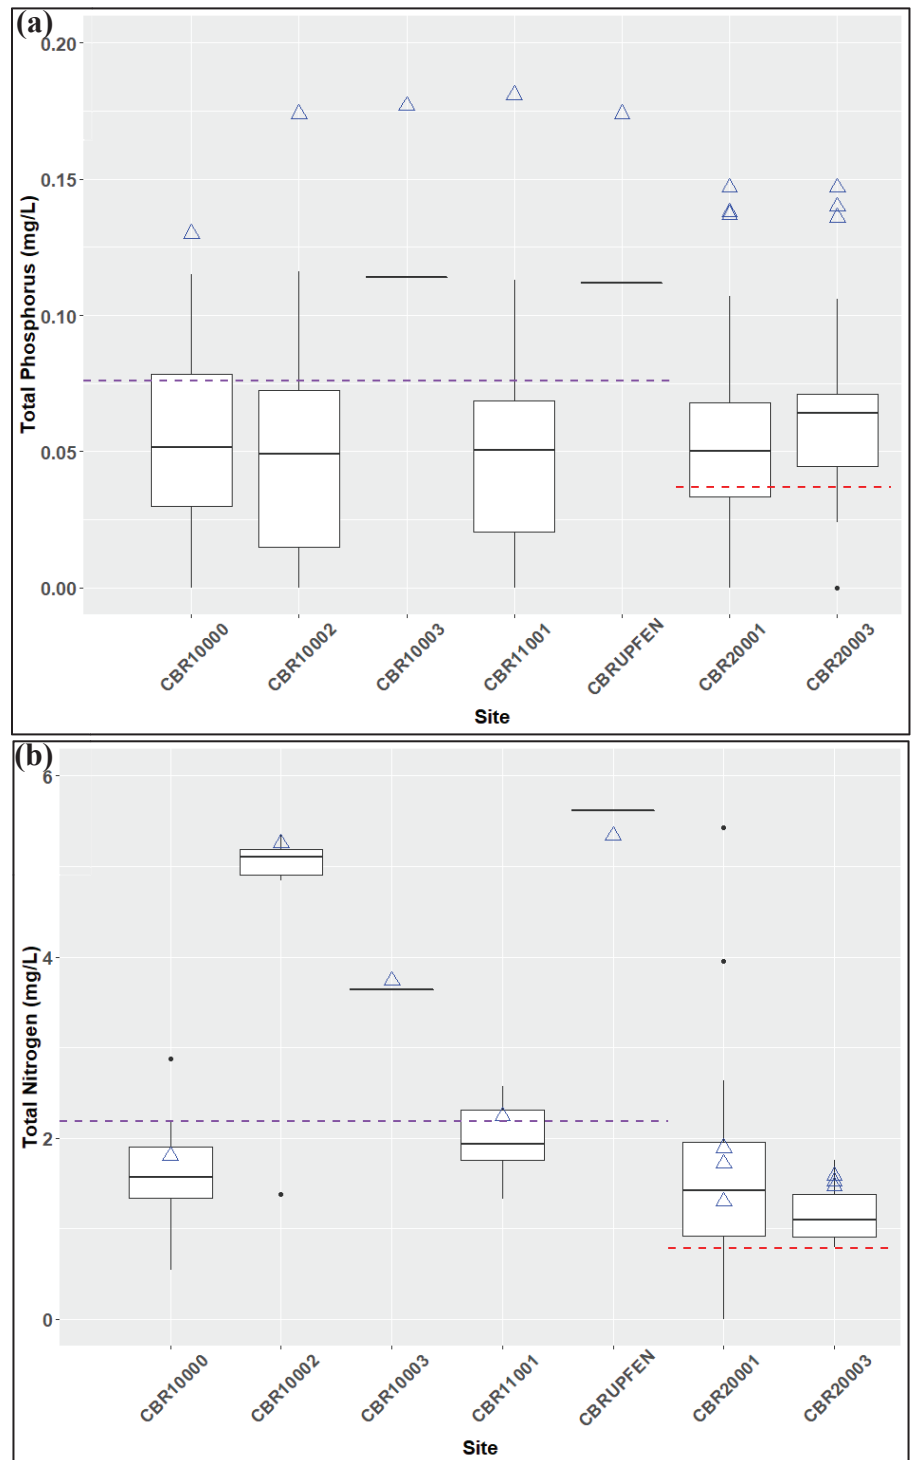 (a)
Total Phosphorus (mg/L)
0.20
0.15
0.10
0.05
0.00
CBR10000
CBR10002
CBR10003
CBR11001
CBRUPFEN
CBR20001
CBR20003
Site
(b)
Total Nitrogen (mg/L)
6
4
2
0
CBR10000
CBR10002
CBR10003
CBR11001
CBRUPFEN
CBR20001
CBR20003
Site